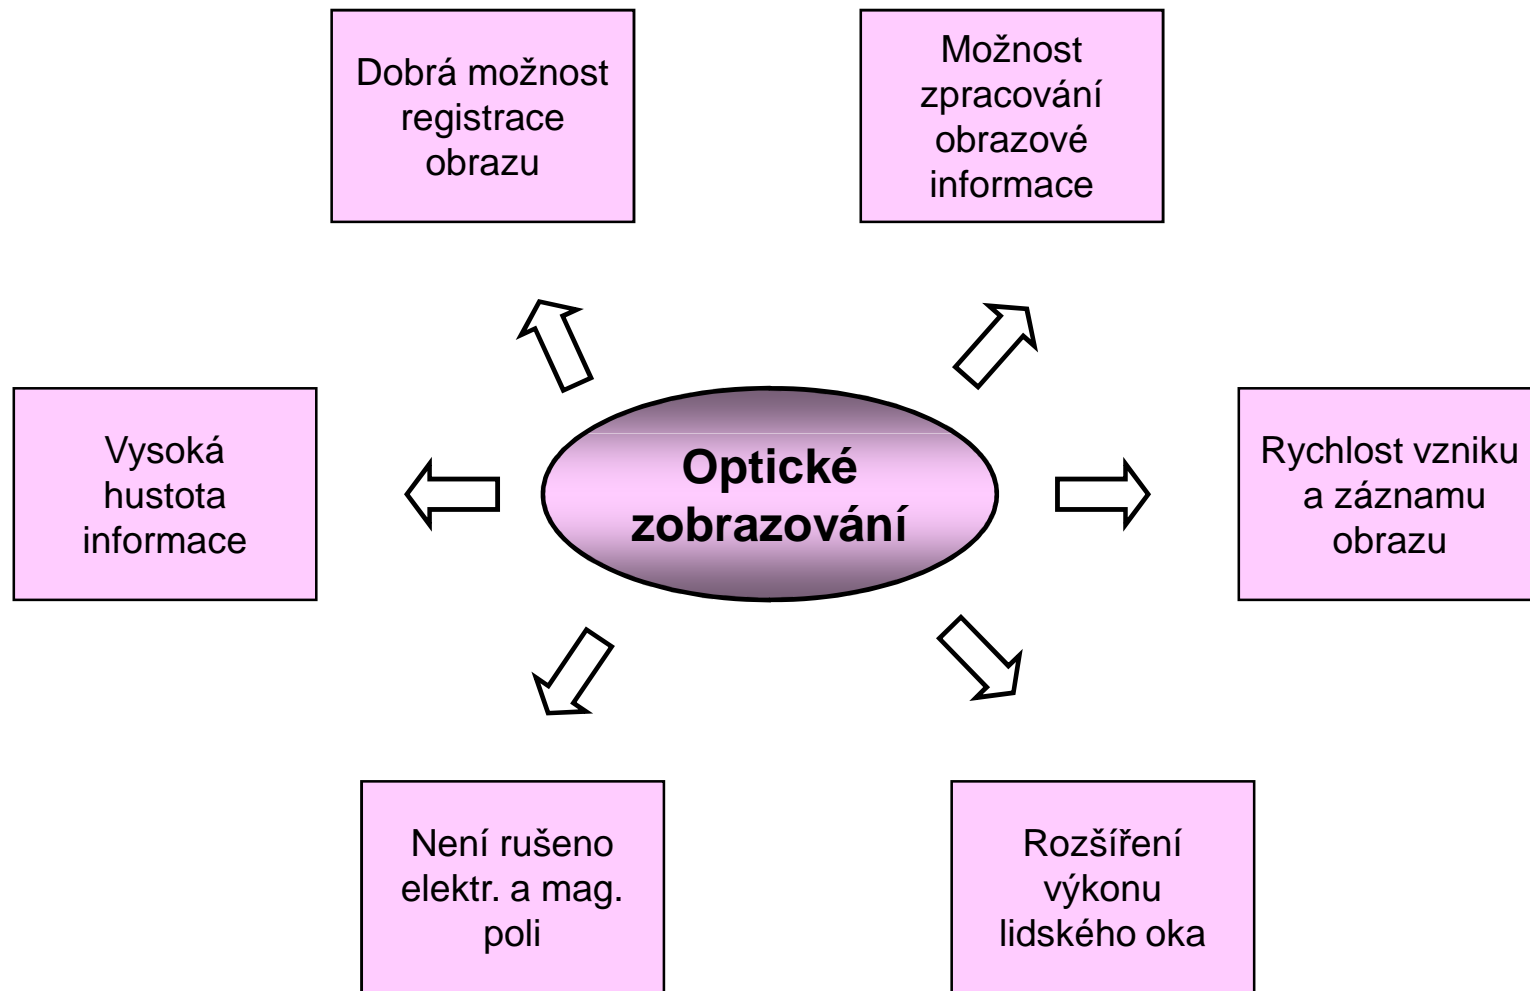 Dobrá možnost
registrace
obrazu
Možnost
zpracování
obrazové
informace
Vysoká
hustota
informace
Optické
zobrazování
Rychlost vzniku
a záznamu
obrazu
Není rušeno
elektr. a mag.
poli
Rozšíření
výkonu
lidského oka